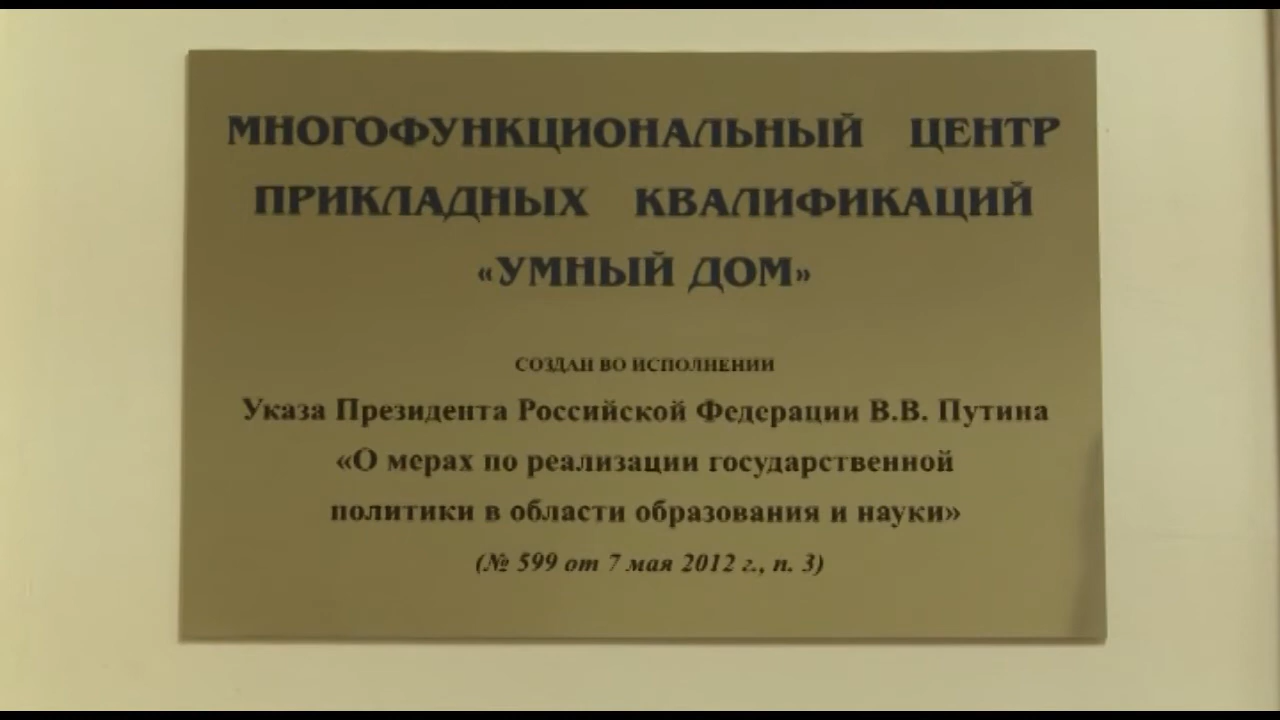 МНОГОФУНКЦИОНАЛЬНЫЙ ЦЕНТР
ПРИКЛАДНЫХ КВАЛИФИКАЦИЙ
«УМНЫЙ ДОМ»
СОЗДАН ВО ИСПОЛНЕНИИ
Указа Президента Российской Федерации В.В. Путина
«О мерах по реализации государственной
политики в области образования и науки»
(№ 599 от 7 мая 2012 г., п. 3)